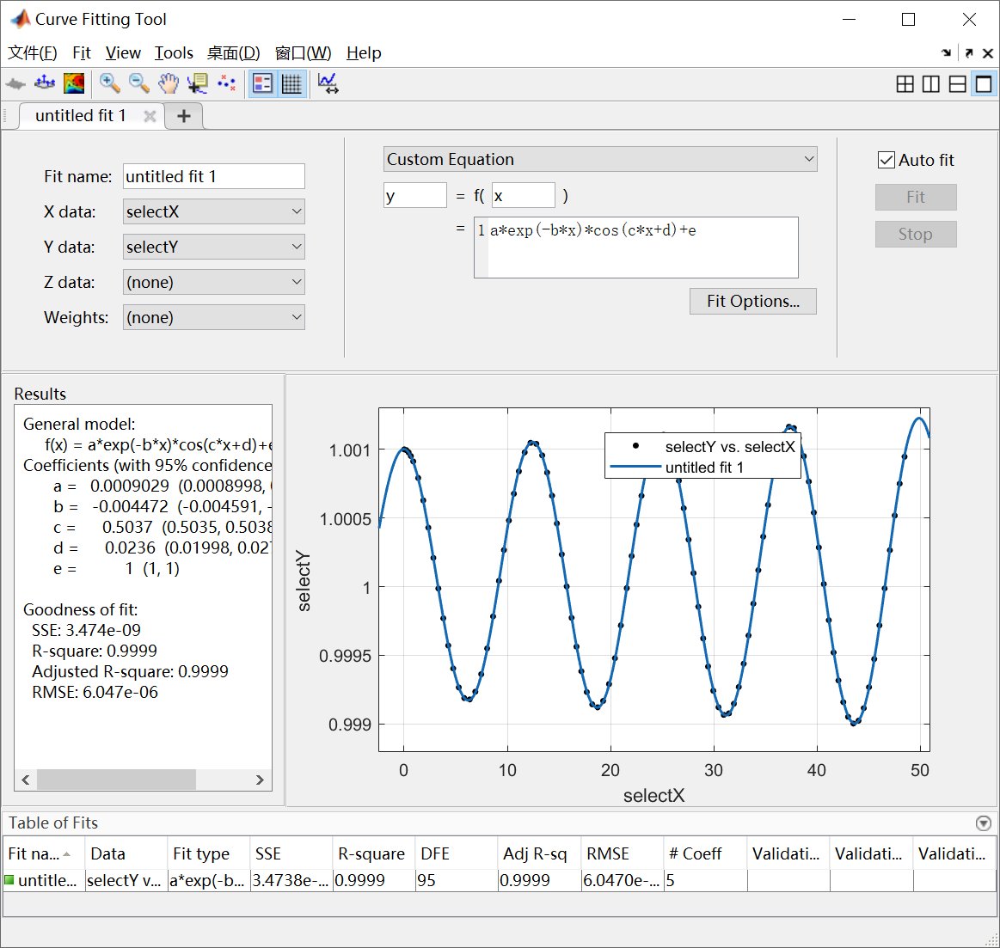 Curve Fitting Tool
文件(F) Fit View Tools 桌面(D) 窗口(W) Help
untitled fit 1
Fit name: untitled fit 1
X data: selectX
Y data: selectY
Z data: (none)
Weights: (none)
Custom Equation
y = f( x )
= 1 a*exp(-b*x)*cos(c*x+d)+e
Fit Options...
Auto fit
Fit
Stop
Results
General model:
f(x) = a*exp(-b*x)*cos(c*x+d)+e
Coefficients (with 95% confidence
a = 0.0009029 (0.0008998, 0
b = -0.004472 (-0.004591, -
c = 0.5037 (0.5035, 0.5038
d = 0.0236 (0.01998, 0.027
e = 1 (1, 1)
Goodness of fit:
SSE: 3.474e-09
R-square: 0.9999
Adjusted R-square: 0.9999
RMSE: 6.047e-06
selectY vs. selectX
untitled fit 1
1.001
1.0005
1
0.9995
0.999
selectY
0 10 20 30 40 50
selectX
Table of Fits
Fit na... Data Fit type SSE R-square DFE Adj R-sq RMSE # Coeff Validati... Validati... Validati...
untitle... selectY v... a*exp(-b... 3.4738e-... 0.9999 95 0.9999 6.0470e-... 5